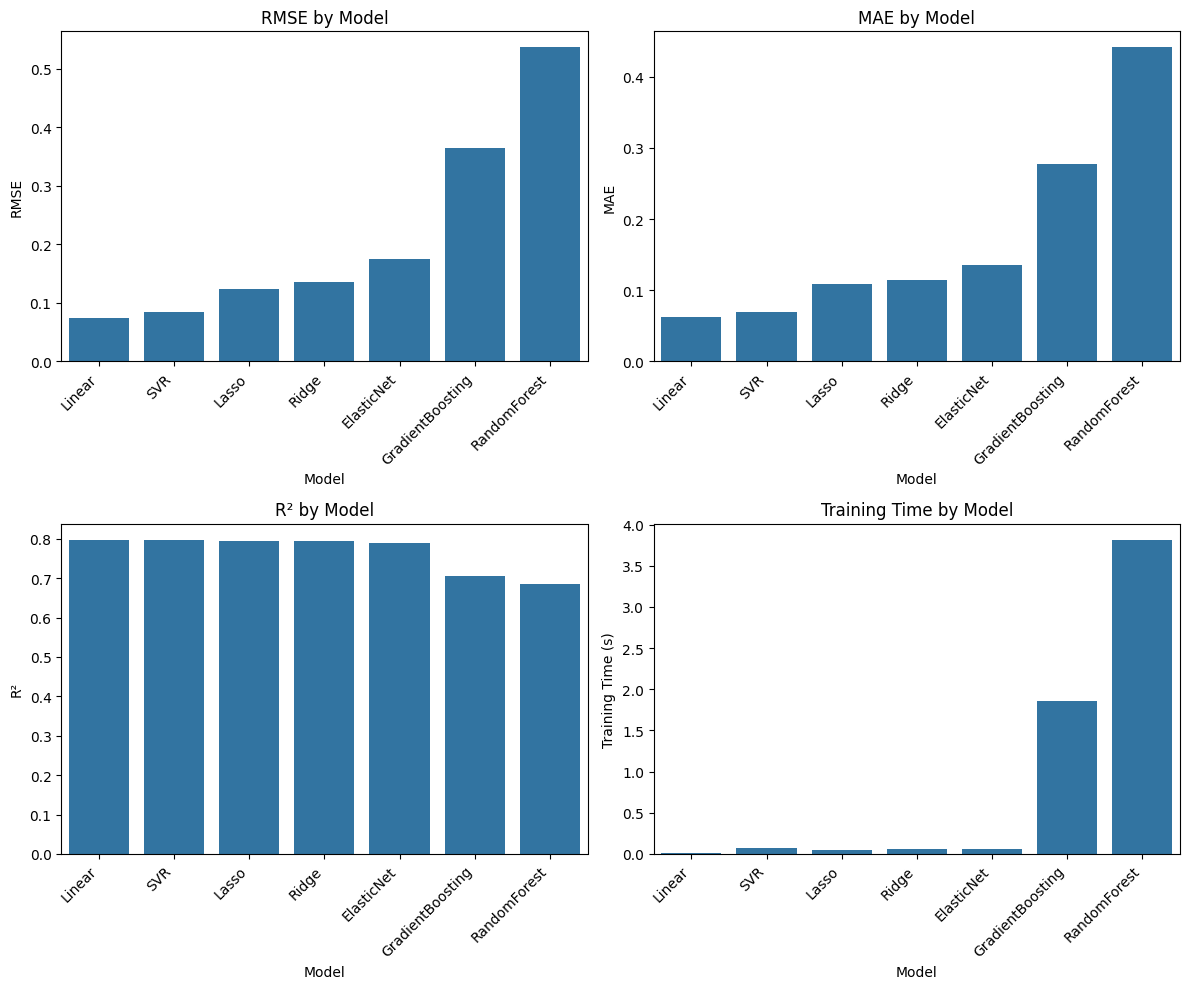 RMSE by Model
RMSE
0.5
0.4
0.3
0.2
0.1
0.0
Linear
SVR
Lasso
Ridge
ElasticNet
GradientBoosting
RandomForest
Model
MAE by Model
MAE
0.4
0.3
0.2
0.1
0.0
Linear
SVR
Lasso
Ridge
ElasticNet
GradientBoosting
RandomForest
Model
R² by Model
R²
0.8
0.7
0.6
0.5
0.4
0.3
0.2
0.1
0.0
Linear
SVR
Lasso
Ridge
ElasticNet
GradientBoosting
RandomForest
Model
Training Time by Model
Training Time (s)
4.0
3.5
3.0
2.5
2.0
1.5
1.0
0.5
0.0
Linear
SVR
Lasso
Ridge
ElasticNet
GradientBoosting
RandomForest
Model